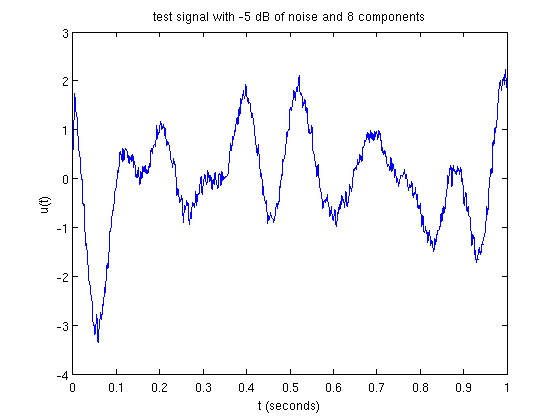 test signal with -5 dB of noise and 8 components
3
2
1
0
-1
-2
-3
-4
u(t)
0 0.1 0.2 0.3 0.4 0.5 0.6 0.7 0.8 0.9 1
t (seconds)